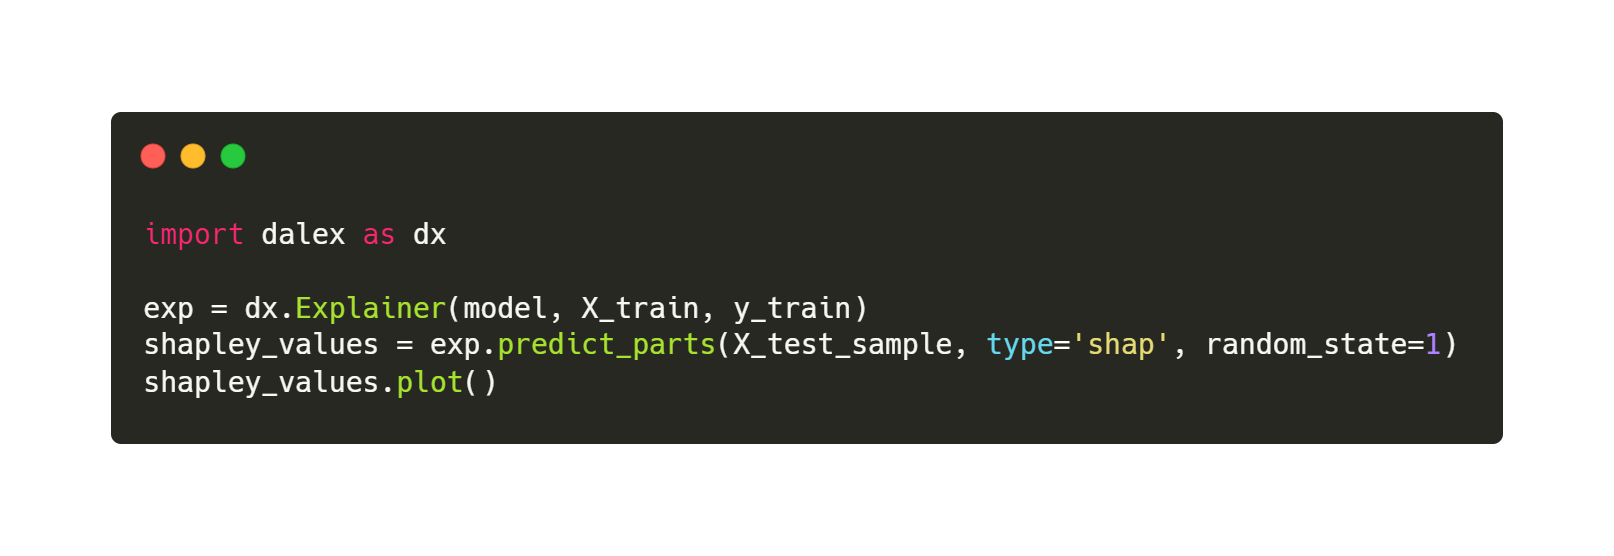 import dalex as dx
exp = dx.Explainer(model, X_train, y_train)
shapley_values = exp.predict_parts(X_test_sample, type='shap', random_state=1)
shapley_values.plot()